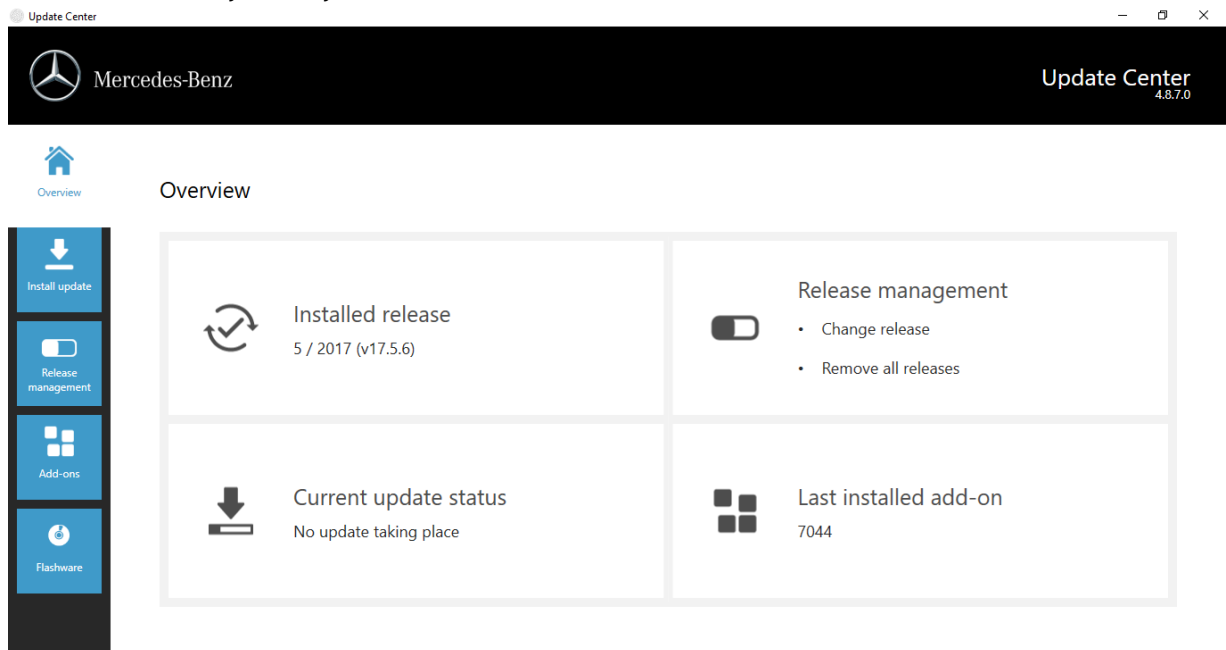 Update Center
Mercedes-Benz
Update Center
4.8.7.0
Overview
Install update
Release
management
Add-ons
Flashware
Overview
Installed release
5 / 2017 (v17.5.6)
Release management
• Change release
• Remove all releases
Current update status
No update taking place
Last installed add-on
7044